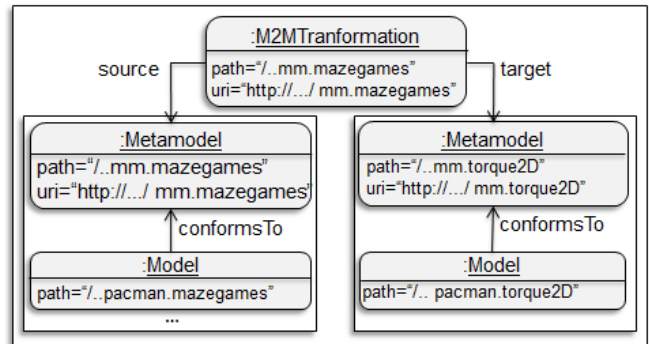 :M2MTranformation
path="/..mm.mazegames"
uri="http://.../ mm.mazegames"
source
target
:Metamodel
path="/..mm.mazegames"
uri="http://.../ mm.mazegames"
:Metamodel
path="/..mm.torque2D"
uri="http://.../ mm.torque2D"
conformsTo
conformsTo
:Model
path="/..pacman.mazegames"
...
:Model
path="/.. pacman.torque2D"